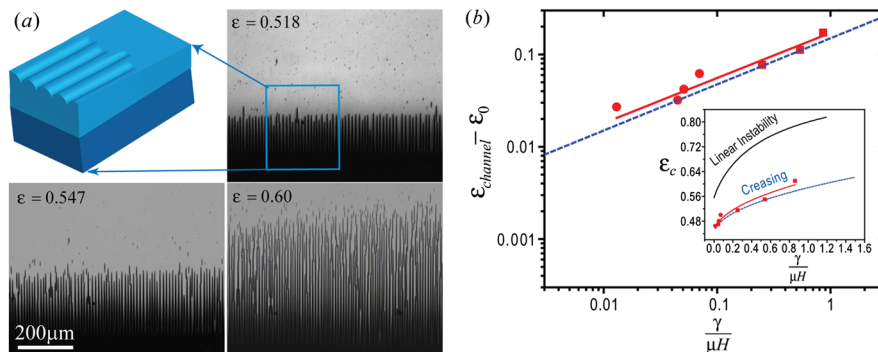 (a)
ε = 0.518
ε = 0.547
200μm
ε = 0.60
(b)
ε_channel – ε_0
0.1
0.01
0.001
0.01
0.1
1
γ
μH
ε_c
0.80
0.72
0.64
0.56
0.48
Linear Instability
Creasing
0.0 0.2 0.4 0.6 0.8 1.0 1.2 1.4 1.6
γ
μH